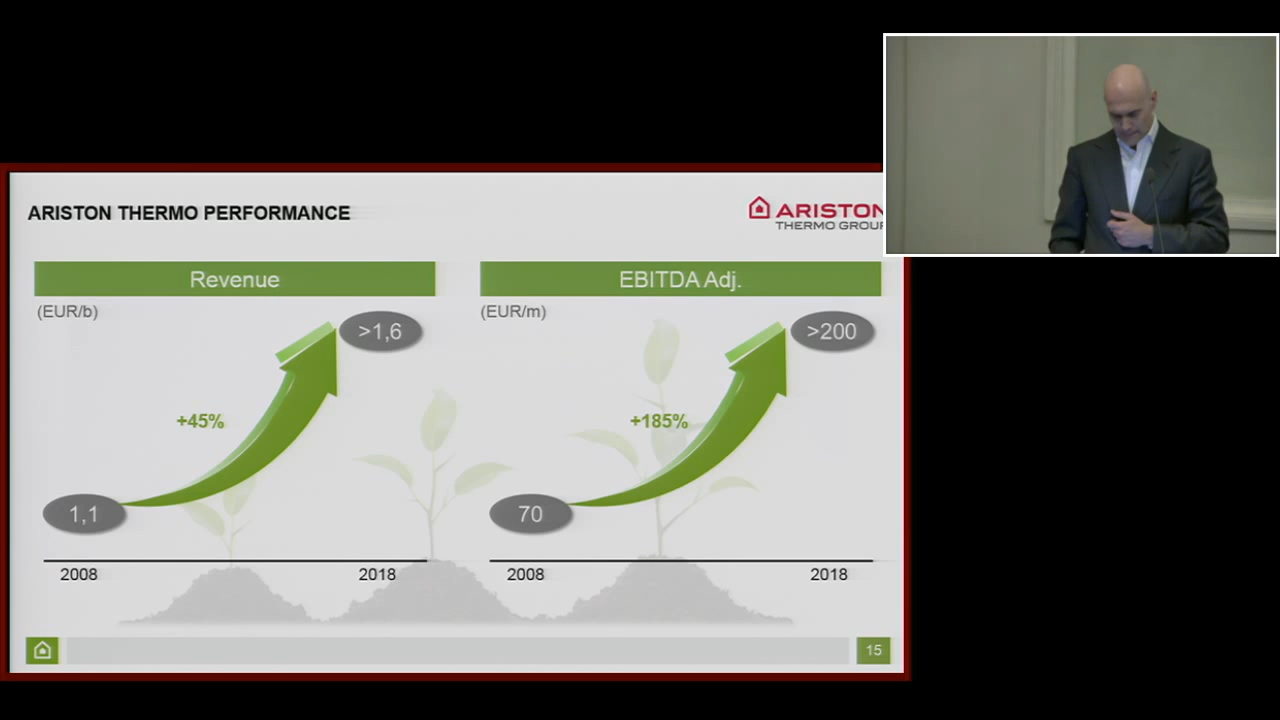 ARISTON THERMO PERFORMANCE
ARISTON
THERMO GROUP
Revenue
(EUR/b)
>1,6
+45%
1,1
2008
2018
EBITDA Adj.
(EUR/m)
>200
+185%
70
2008
2018
15